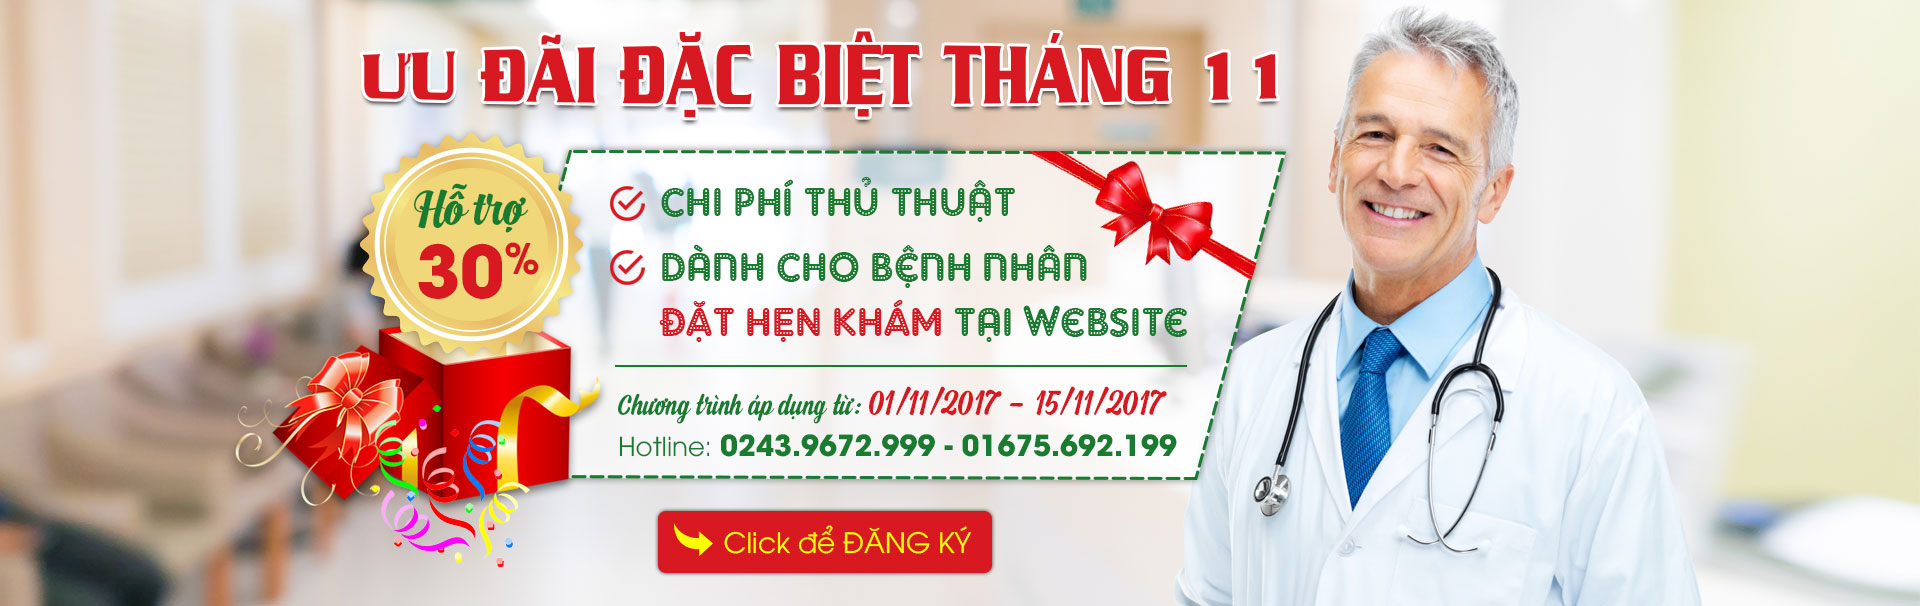 ƯU ĐÃI ĐẶC BIỆT THÁNG 11
Hỗ trợ
30%
CHI PHÍ THỦ THUẬT
DÀNH CHO BỆNH NHÂN
ĐẶT HẸN KHÁM TẠI WEBSITE
Chương trình áp dụng từ: 01/11/2017 - 15/11/2017
Hotline: 0243.9672.999 - 01675.692.199
Click để ĐĂNG KÝ